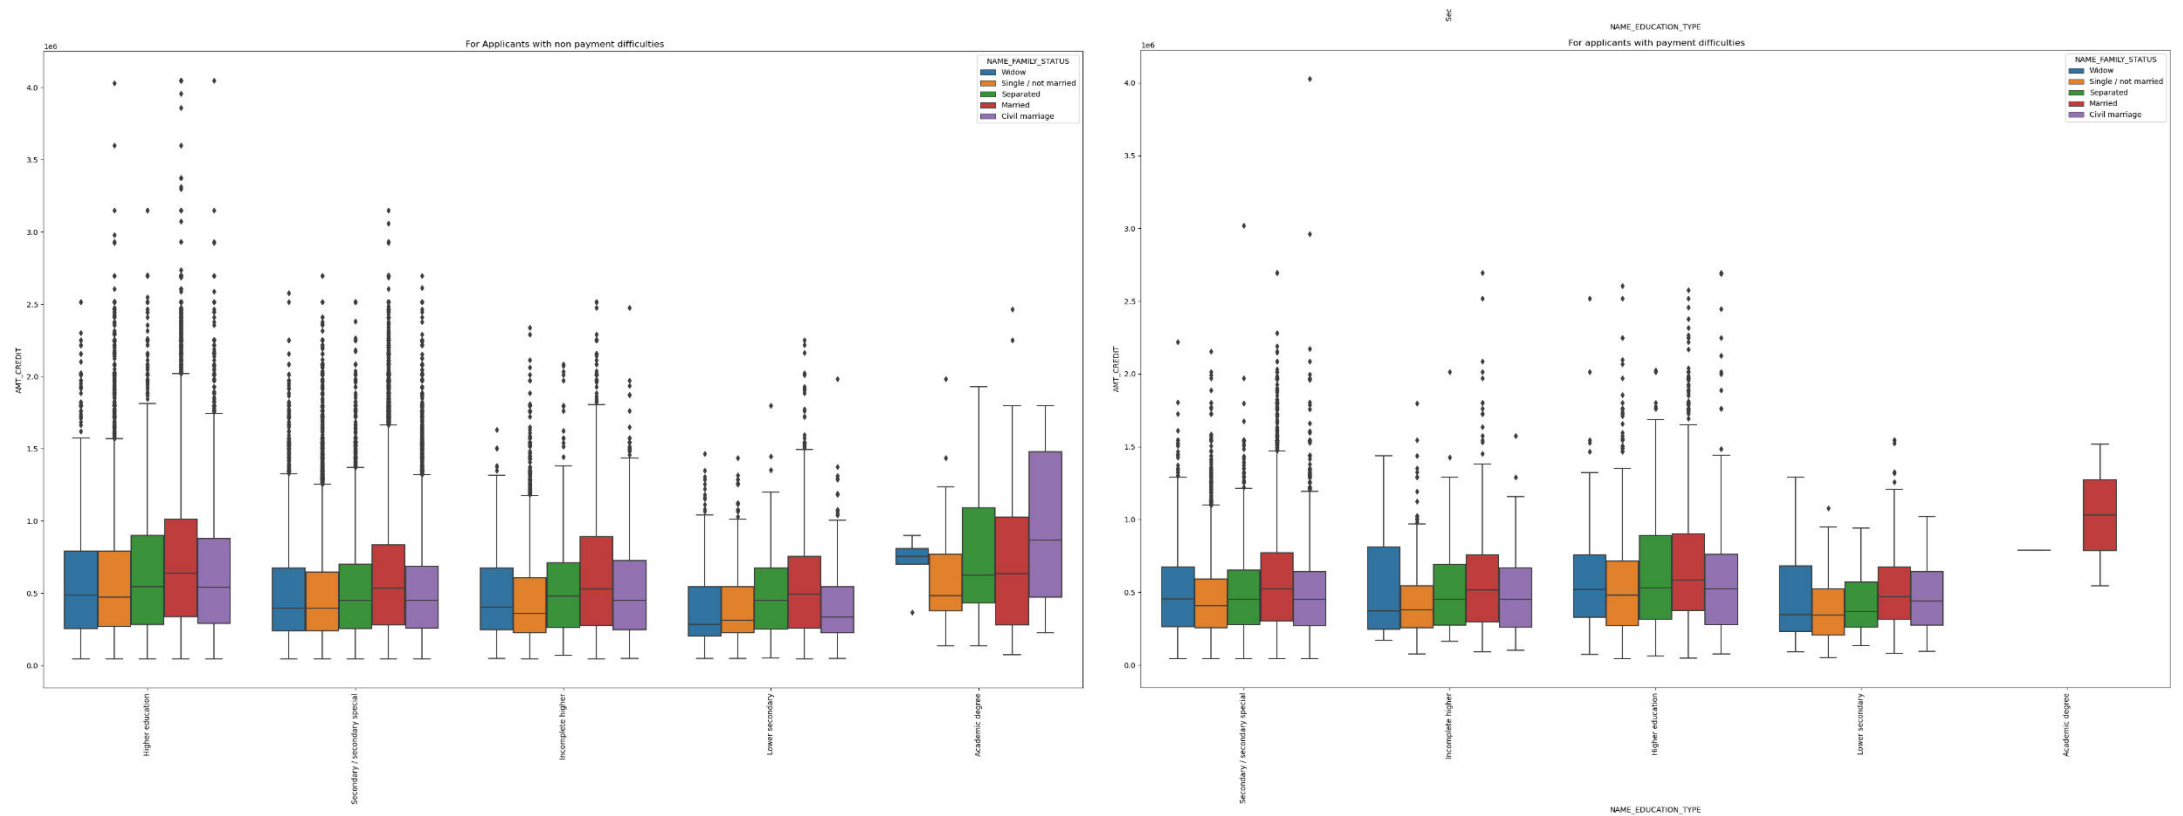 For Applicants with non payment difficulties
1e6
NAME_FAMILY_STATUS
Widow
Single / not married
Separated
Married
Civil marriage
4.0
3.5
3.0
2.5
2.0
1.5
1.0
0.5
0.0
AMT_CREDIT
Higher education
Secondary / secondary special
Incomplete higher
Lower secondary
Academic degree
Sec
NAME_EDUCATION_TYPE
For applicants with payment difficulties
1e6
NAME_FAMILY_STATUS
Widow
Single / not married
Separated
Married
Civil marriage
4.0
3.5
3.0
2.5
2.0
1.5
1.0
0.5
0.0
AMT_CREDIT
Secondary / secondary special
Incomplete higher
Higher education
Lower secondary
Academic degree
NAME_EDUCATION_TYPE